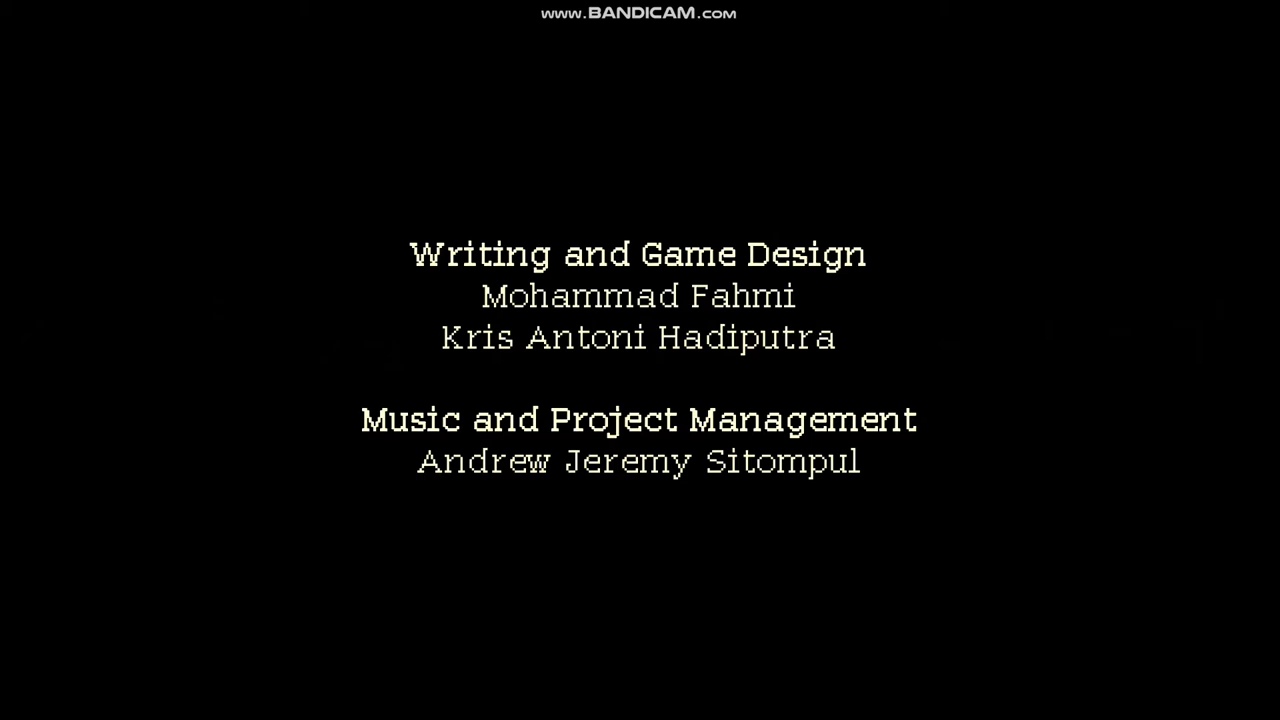 www.BANDICAM.com
Writing and Game Design
Mohammad Fahmi
Kris Antoni Hadiputra
Music and Project Management
Andrew Jeremy Sitompul